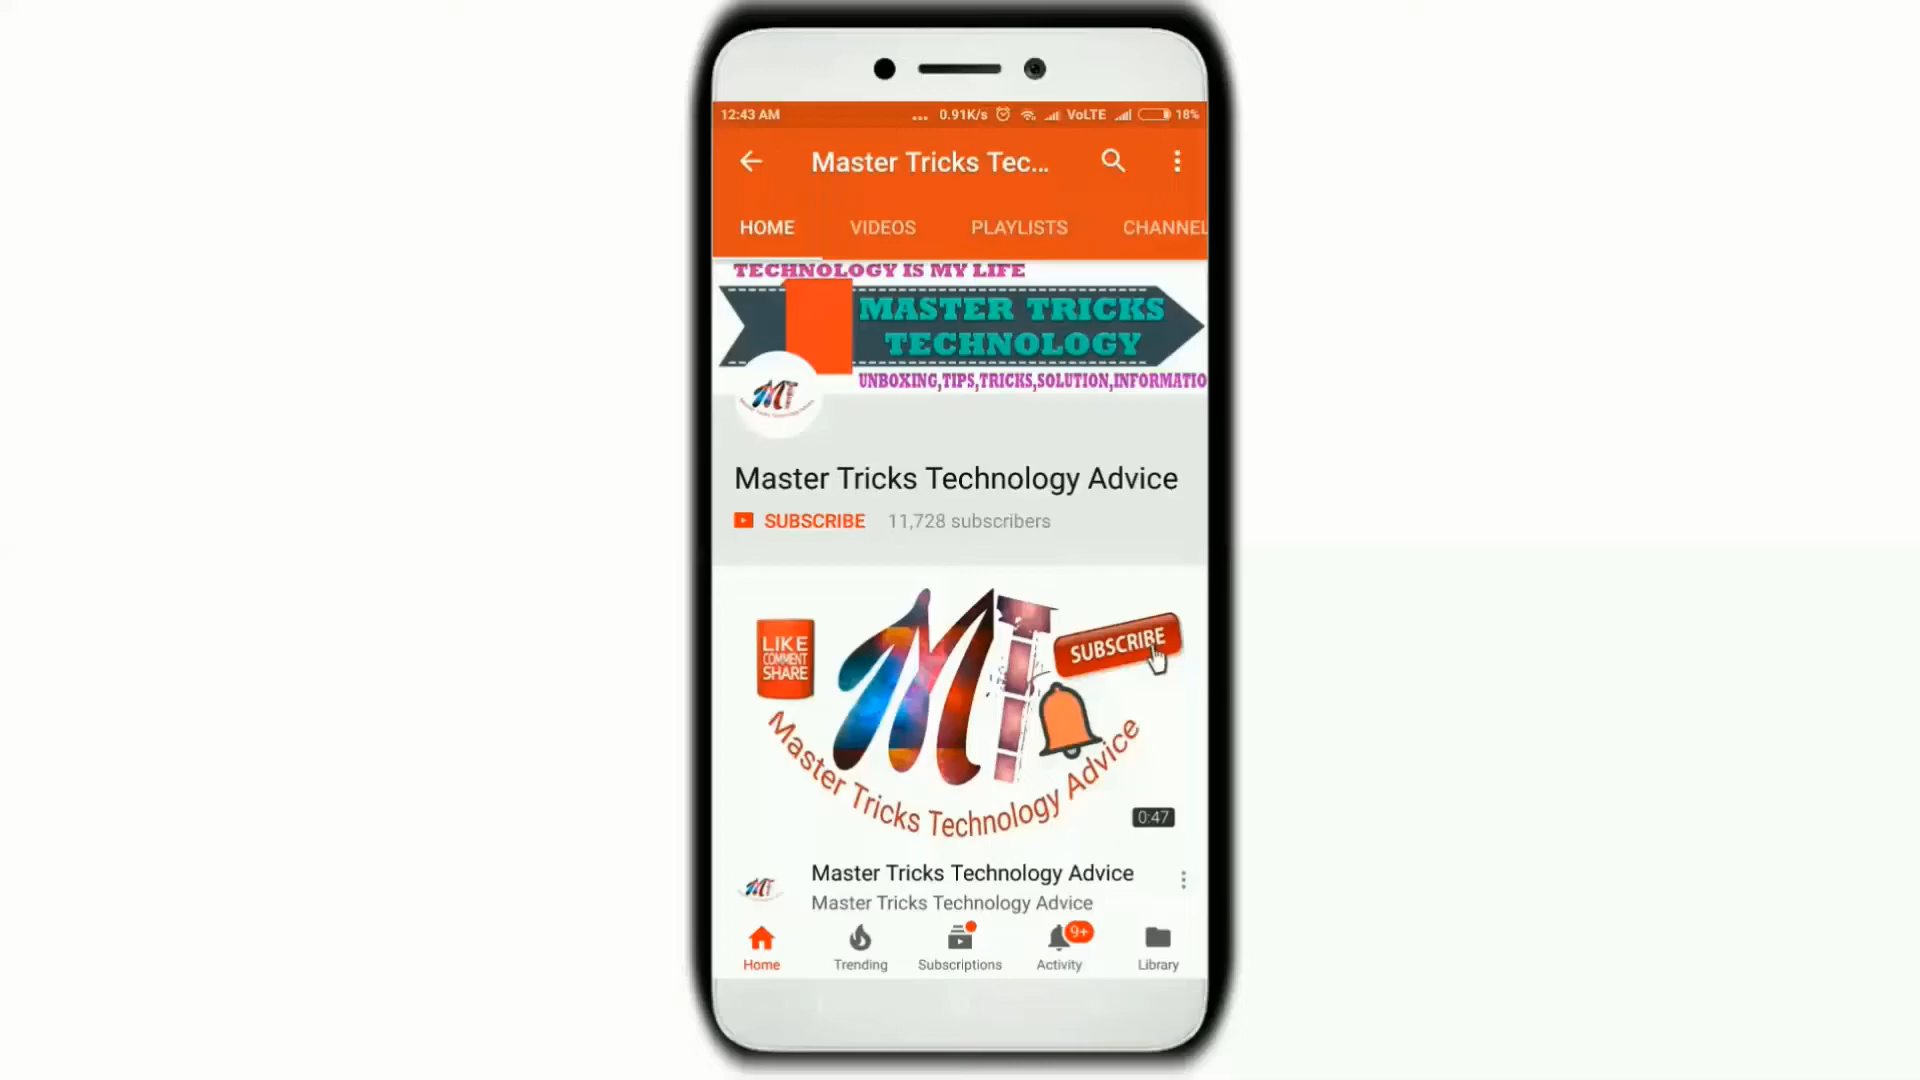 12:43 AM ... 0.91K/s VoLTE 18%
Master Tricks Tec...
HOME VIDEOS PLAYLISTS CHANNEL
TECHNOLOGY IS MY LIFE
MASTER TRICKS
TECHNOLOGY
UNBOXING,TIPS,TRICKS,SOLUTION,INFORMATIO
MT
Master Tricks Technology Advice
SUBSCRIBE 11,728 subscribers
LIKE
COMMENT
SHARE
MT
SUBSCRIBE
Master Tricks Technology Advice
0:47
MT
Master Tricks Technology Advice
Master Tricks Technology Advice
9+
Home Trending Subscriptions Activity Library